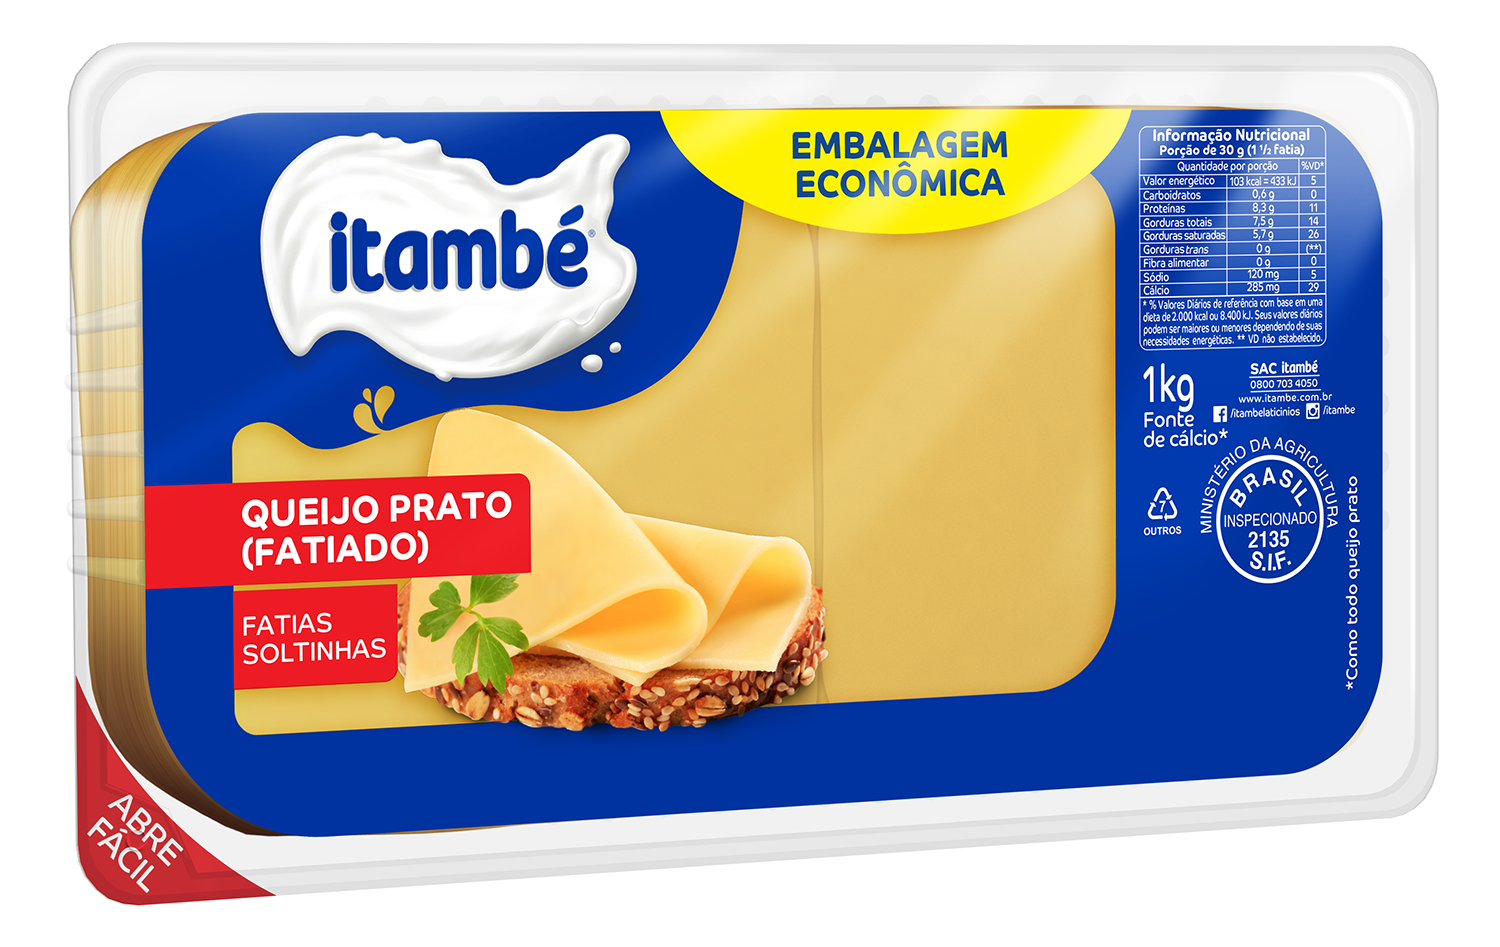 itambé®
EMBALAGEM
ECONÔMICA
QUEIJO PRATO
(FATIADO)
FATIAS
SOLTINHAS
ABRE
FÁCIL
Informação Nutricional
Porção de 30 g (1 1/2 fatia)
Quantidade por porção %VD*
Valor energético 103 kcal = 433 kJ 5
Carboidratos 0,6 g 0
Proteínas 8,3 g 11
Gorduras totais 7,5 g 14
Gorduras saturadas 5,7 g 26
Gorduras trans 0 g (**)
Fibra alimentar 0 g 0
Sódio 120 mg 5
Cálcio 285 mg 29
* % Valores Diários de referência com base em uma
dieta de 2.000 kcal ou 8.400 kJ. Seus valores diários
podem ser maiores ou menores dependendo de suas
necessidades energéticas. ** VD não estabelecido.
1kg
Fonte
de cálcio*
SAC itambé
0800 703 4050
www.itambe.com.br
/itambelaticinios /itambe
7
OUTROS
MINISTÉRIO DA AGRICULTURA
BRASIL
INSPECIONADO
2135
S.I.F.
*Como todo queijo prato